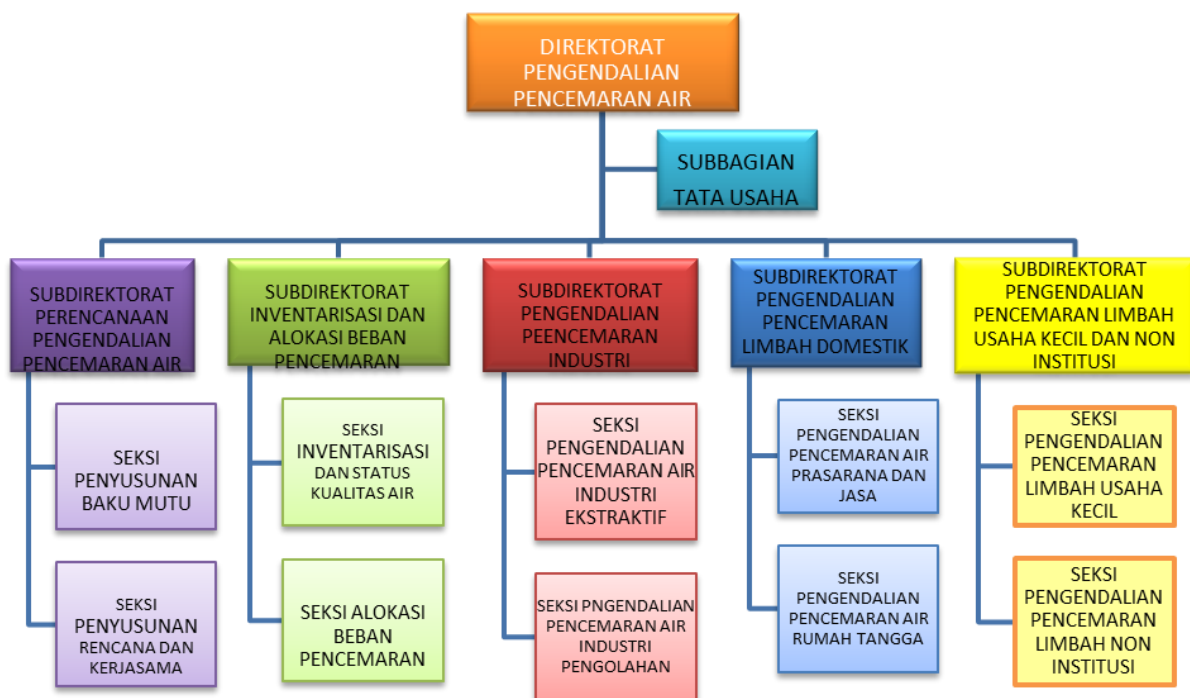 DIREKTORAT
PENGENDALIAN
PENCEMARAN AIR
SUBBAGIAN
TATA USAHA
SUBDIREKTORAT
PERENCANAAN
PENGENDALIAN
PENCEMARAN AIR
SUBDIREKTORAT
INVENTARISASI DAN
ALOKASI BEBAN
PENCEMARAN
SUBDIREKTORAT
PENGENDALIAN
PEENCEMARAN
INDUSTRI
SUBDIREKTORAT
PENGENDALIAN
PENCEMARAN
LIMBAH DOMESTIK
SUBDIREKTORAT
PENGENDALIAN
PENCEMARAN LIMBAH
USAHA KECIL DAN NON
INSTITUSI
SEKSI
PENYUSUNAN
BAKU MUTU
SEKSI
INVENTARISASI
DAN STATUS
KUALITAS AIR
SEKSI
PENGENDALIAN
PENCEMARAN AIR
INDUSTRI
EKSTRAKTIF
SEKSI
PENGENDALIAN
PENCEMARAN AIR
PRASARANA DAN
JASA
SEKSI
PENGENDALIAN
PENCEMARAN
LIMBAH USAHA
KECIL
SEKSI
PENYUSUNAN
RENCANA DAN
KERJASAMA
SEKSI ALOKASI
BEBAN
PENCEMARAN
SEKSI PNGENDALIAN
PENCEMARAN AIR
INDUSTRI
PENGOLAHAN
SEKSI
PENGENDALIAN
PENCEMARAN AIR
RUMAH TANGGA
SEKSI
PENGENDALIAN
PENCEMARAN
LIMBAH NON
INSTITUSI